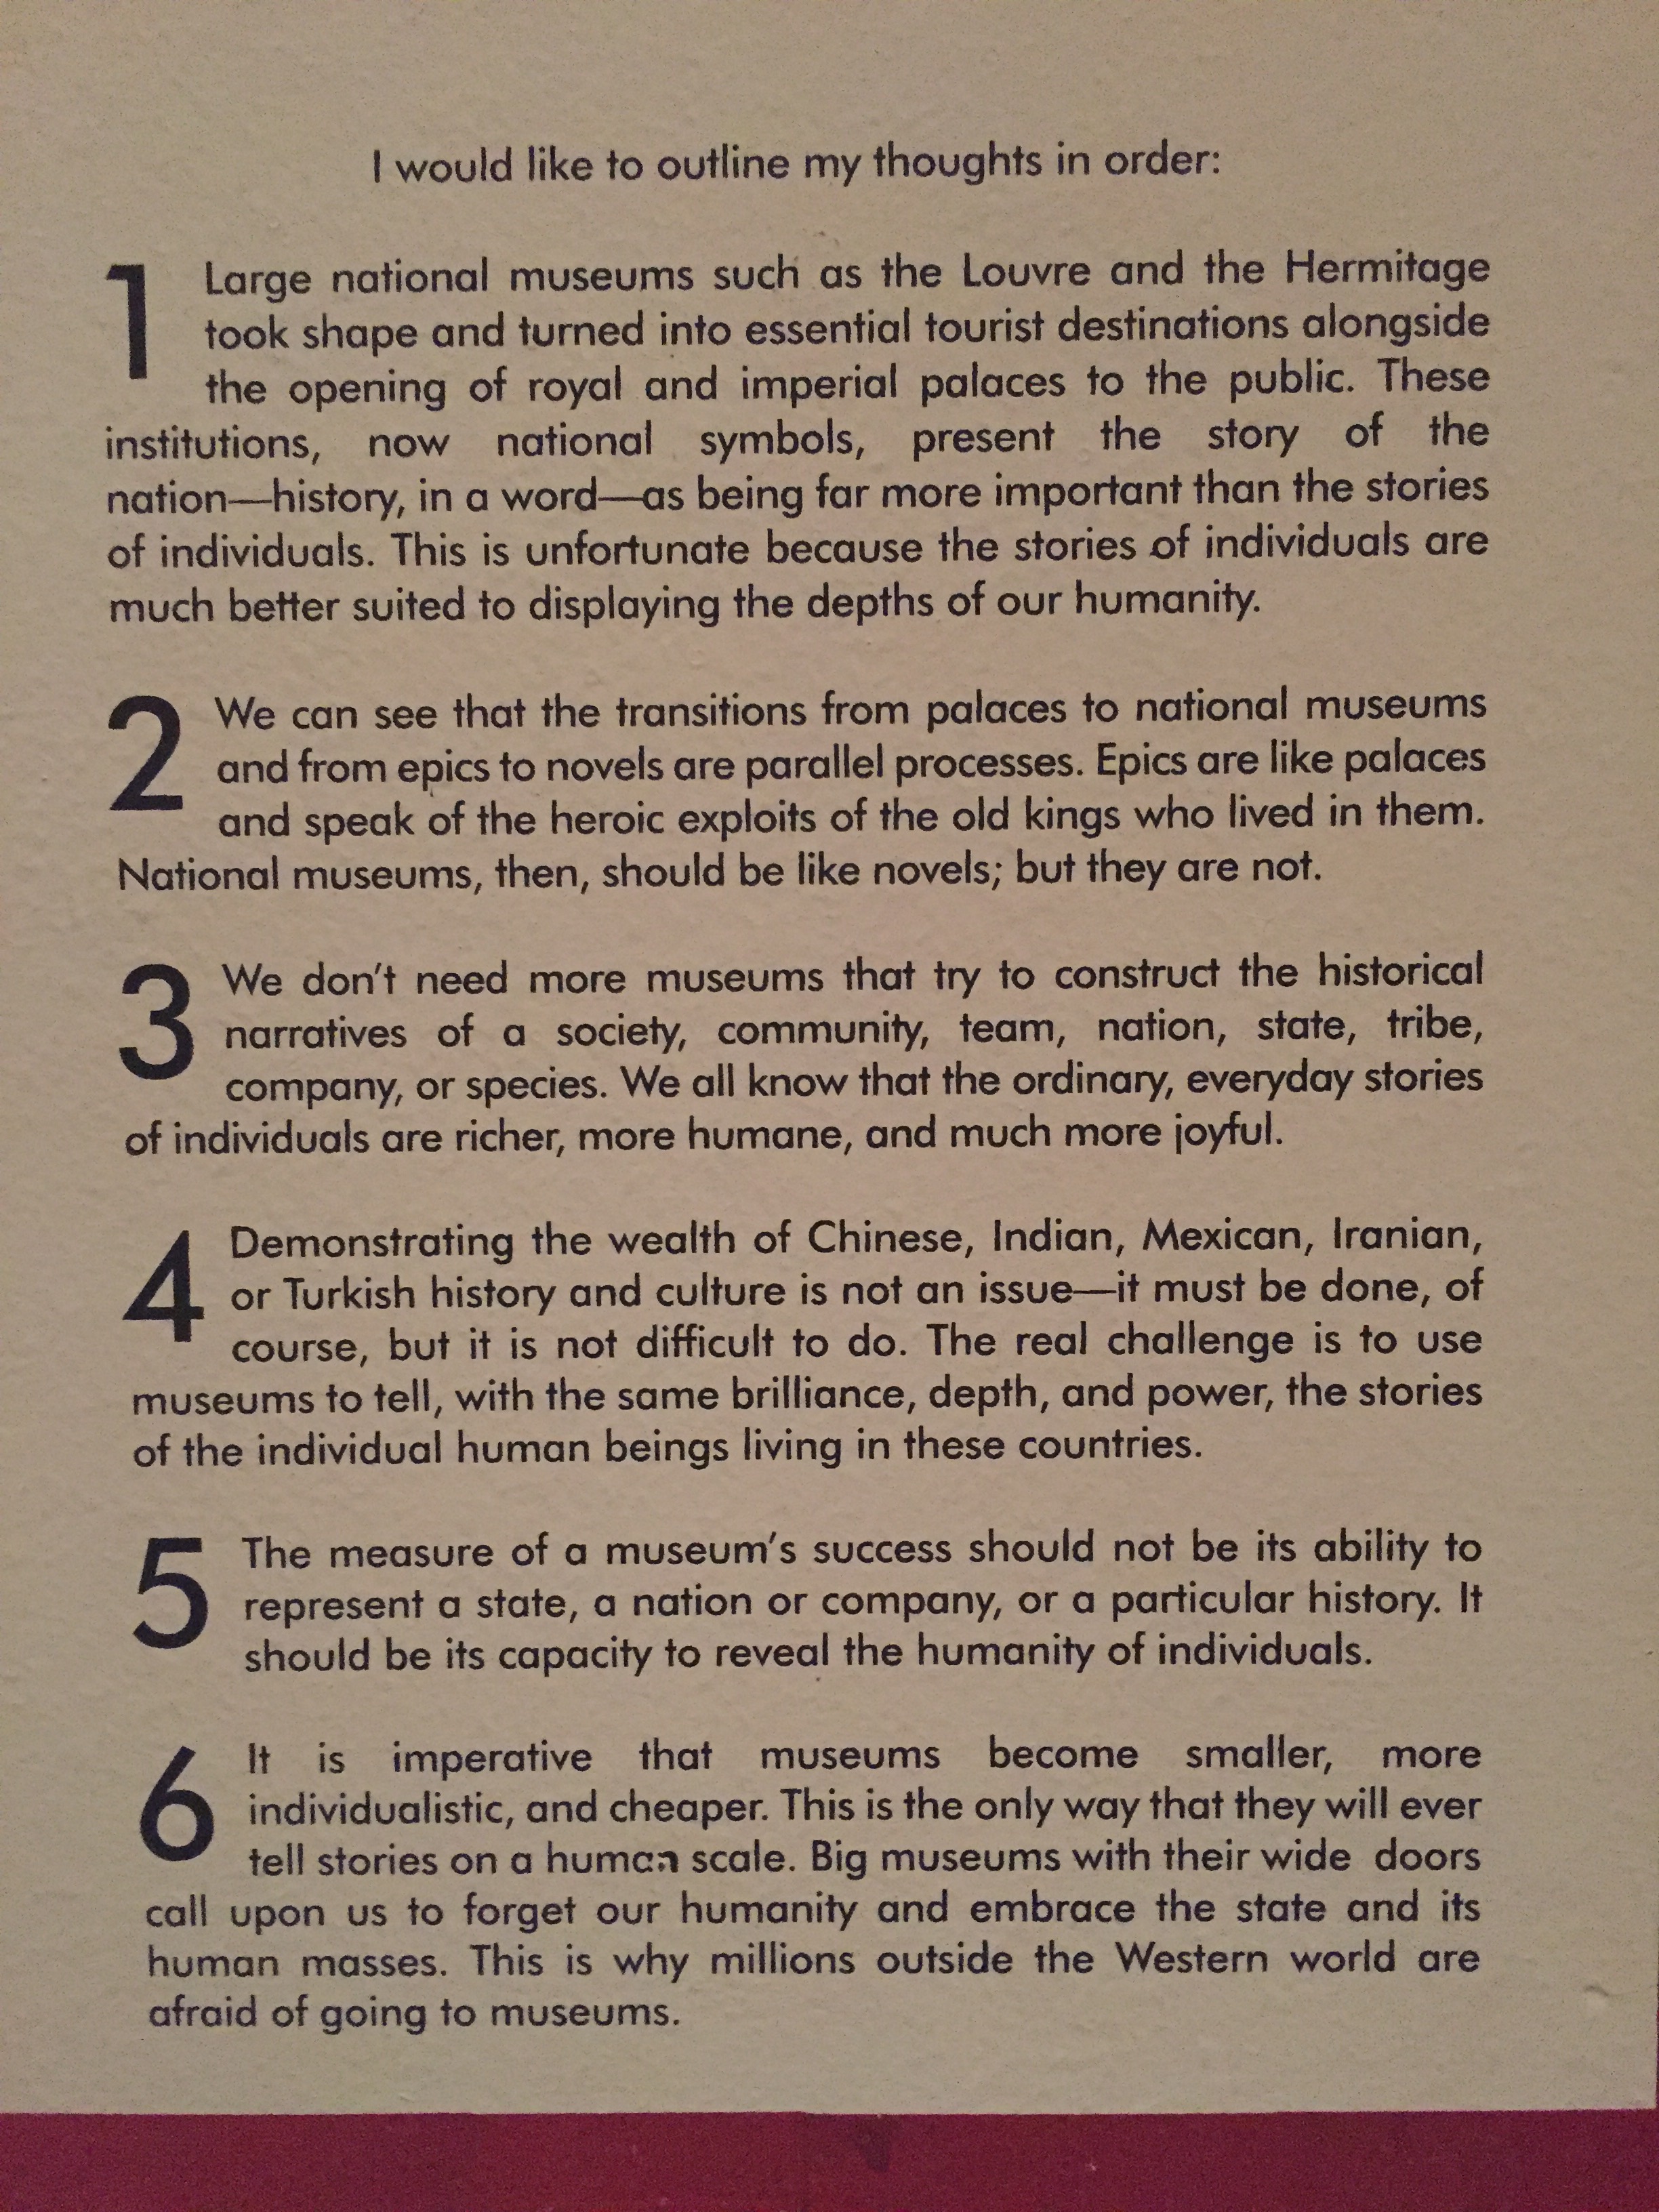 I would like to outline my thoughts in order:
1 Large national museums such as the Louvre and the Hermitage
took shape and turned into essential tourist destinations alongside
the opening of royal and imperial palaces to the public. These
institutions, now national symbols, present the story of the
nation—history, in a word—as being far more important than the stories
of individuals. This is unfortunate because the stories of individuals are
much better suited to displaying the depths of our humanity.
2 We can see that the transitions from palaces to national museums
and from epics to novels are parallel processes. Epics are like palaces
and speak of the heroic exploits of the old kings who lived in them.
National museums, then, should be like novels; but they are not.
3 We don't need more museums that try to construct the historical
narratives of a society, community, team, nation, state, tribe,
company, or species. We all know that the ordinary, everyday stories
of individuals are richer, more humane, and much more joyful.
4 Demonstrating the wealth of Chinese, Indian, Mexican, Iranian,
or Turkish history and culture is not an issue—it must be done, of
course, but it is not difficult to do. The real challenge is to use
museums to tell, with the same brilliance, depth, and power, the stories
of the individual human beings living in these countries.
5 The measure of a museum's success should not be its ability to
represent a state, a nation or company, or a particular history. It
should be its capacity to reveal the humanity of individuals.
6 It is imperative that museums become smaller, more
individualistic, and cheaper. This is the only way that they will ever
tell stories on a human scale. Big museums with their wide doors
call upon us to forget our humanity and embrace the state and its
human masses. This is why millions outside the Western world are
afraid of going to museums.